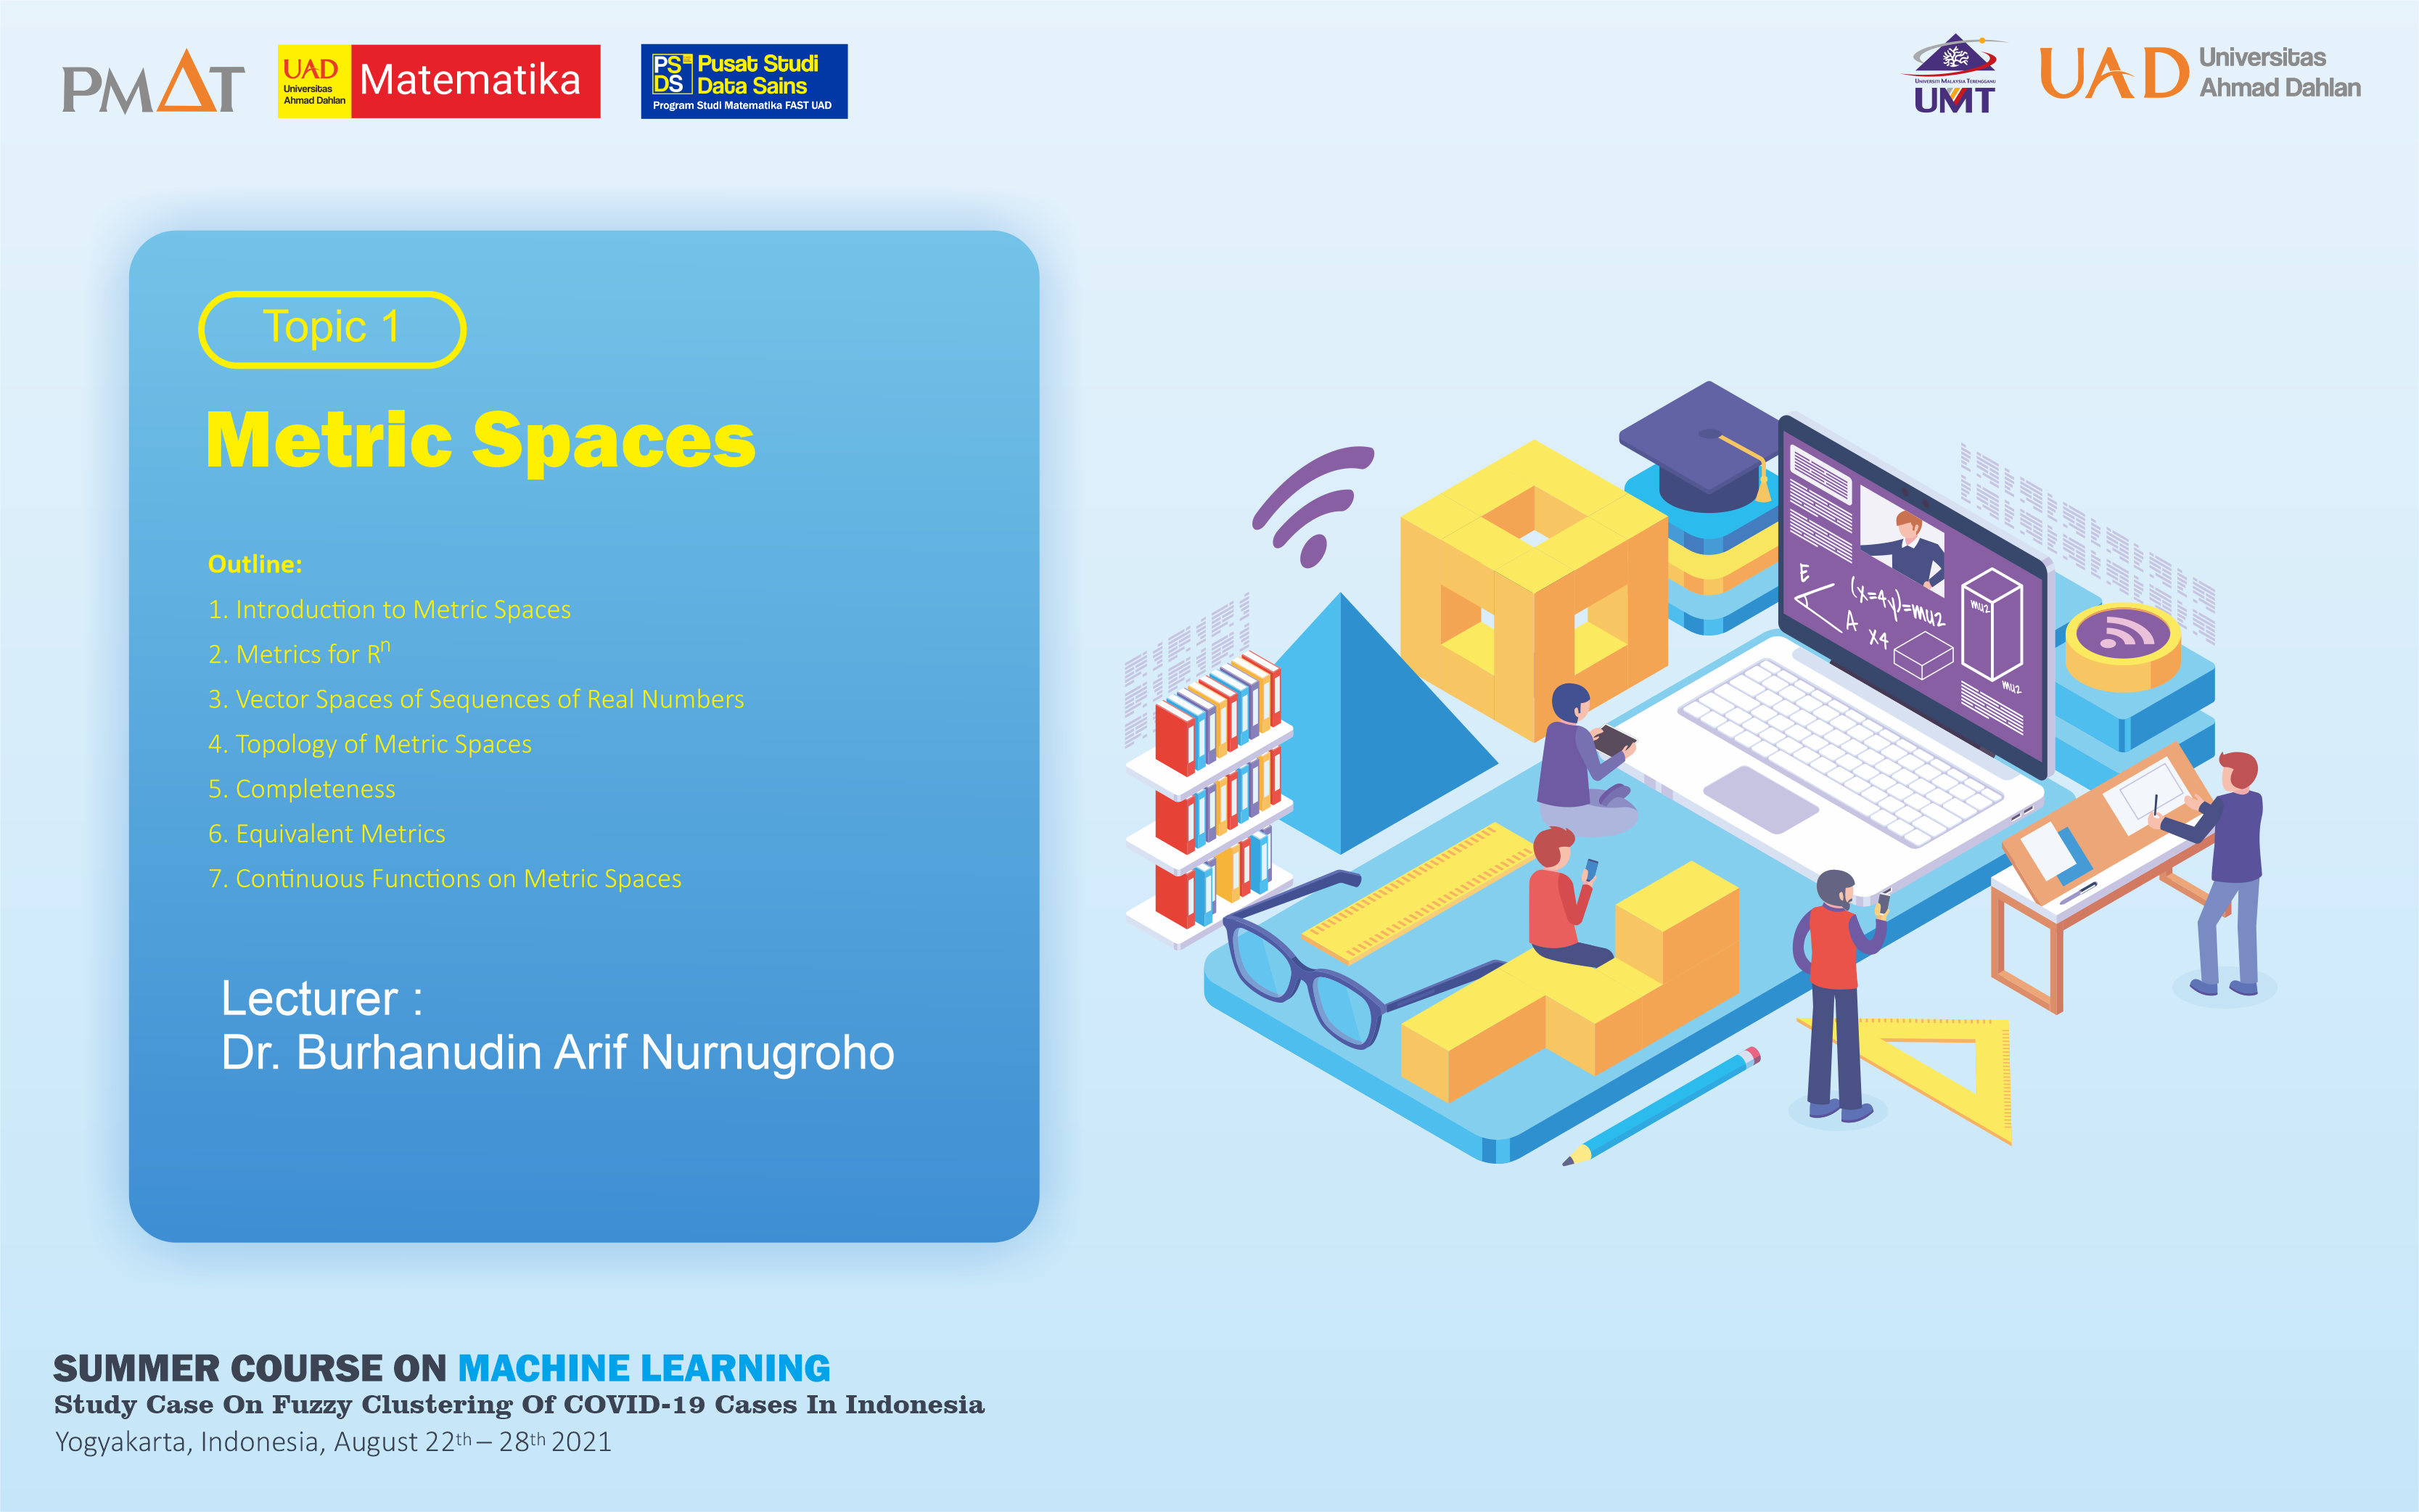 PMAT
UAD
Universitas
Ahmad Dahlan
Matematika
PS
DS
Pusat Studi
Data Sains
Program Studi Matematika FAST UAD
UNIVERSITI MALAYSIA TERENGGANU
UMT
UAD
Universitas
Ahmad Dahlan
Topic 1
Metric Spaces
Outline:
1. Introduction to Metric Spaces
2. Metrics for Rⁿ
3. Vector Spaces of Sequences of Real Numbers
4. Topology of Metric Spaces
5. Completeness
6. Equivalent Metrics
7. Continuous Functions on Metric Spaces
Lecturer :
Dr. Burhanudin Arif Nurnugroho
E
(x=4y)=mu2
A
x4
mu2
mu2
SUMMER COURSE ON MACHINE LEARNING
Study Case On Fuzzy Clustering Of COVID-19 Cases In Indonesia
Yogyakarta, Indonesia, August 22th – 28th 2021